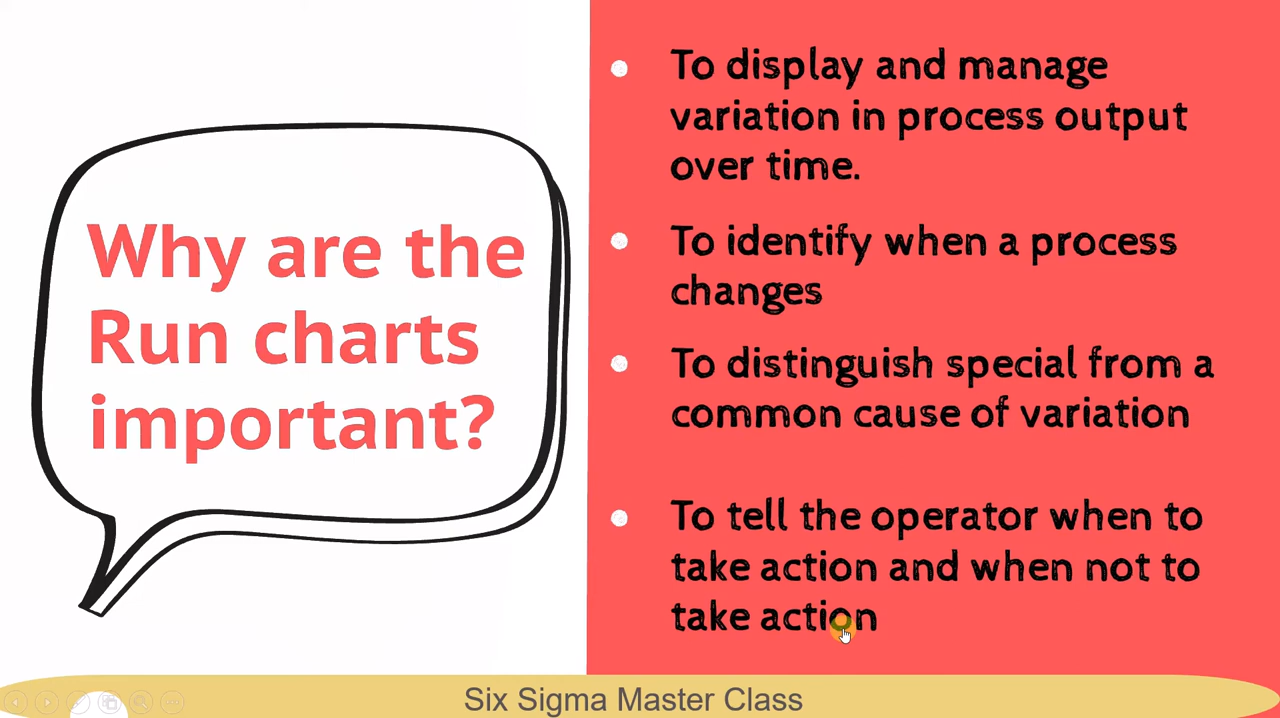 Why are the
Run charts
important?
To display and manage
variation in process output
over time.
To identify when a process
changes
To distinguish special from a
common cause of variation
To tell the operator when to
take action and when not to
take action
Six Sigma Master Class